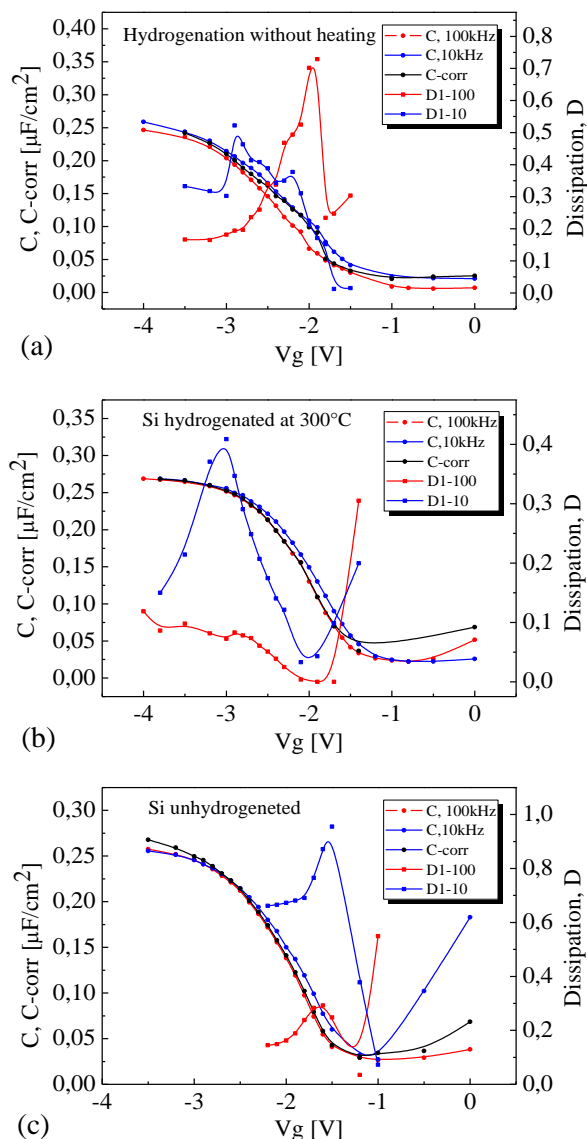 Hydrogenation without heating
C, 100kHz
C,10kHz
C-corr
D1-100
D1-10
0,40
0,35
0,30
0,25
0,20
0,15
0,10
0,05
0,00
C, C-corr [µF/cm²]
0,8
0,7
0,6
0,5
0,4
0,3
0,2
0,1
0,0
Dissipation, D
-4 -3 -2 -1 0
Vg [V]
(a)
Si hydrogenated at 300°C
C, 100kHz
C,10kHz
C-corr
D1-100
D1-10
0,35
0,30
0,25
0,20
0,15
0,10
0,05
0,00
C, C-corr [µF/cm²]
0,4
0,3
0,2
0,1
0,0
Dissipation, D
-4 -3 -2 -1 0
Vg [V]
(b)
Si unhydrogeneted
C, 100kHz
C,10kHz
C-corr
D1-100
D1-10
0,30
0,25
0,20
0,15
0,10
0,05
0,00
C, C-corr [µF/cm²]
1,0
0,8
0,6
0,4
0,2
0,0
Dissipation, D
-4 -3 -2 -1 0
Vg [V]
(c)